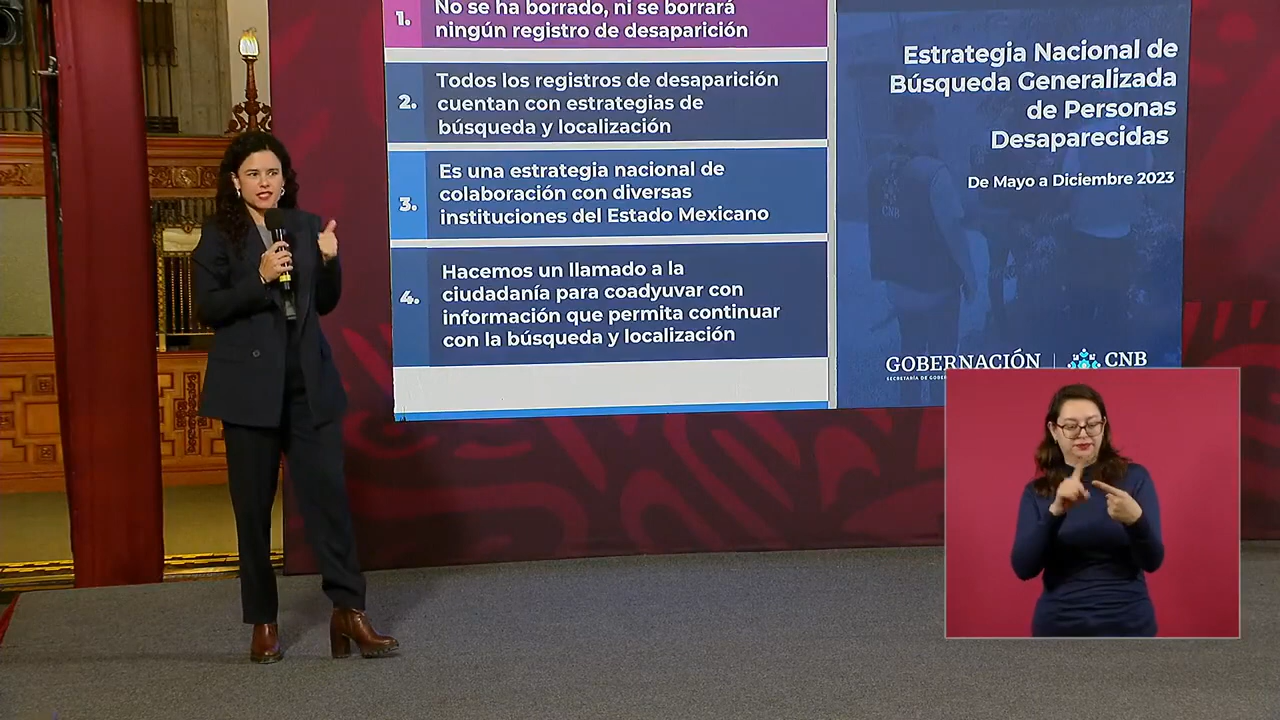 1.
No se ha borrado, ni se borrará
ningún registro de desaparición
2.
Todos los registros de desaparición
cuentan con estrategias de
búsqueda y localización
3.
Es una estrategia nacional de
colaboración con diversas
instituciones del Estado Mexicano
4.
Hacemos un llamado a la
ciudadanía para coadyuvar con
información que permita continuar
con la búsqueda y localización
Estrategia Nacional de
Búsqueda Generalizada
de Personas
Desaparecidas
De Mayo a Diciembre 2023
CNB
GOBERNACIÓN
CNB